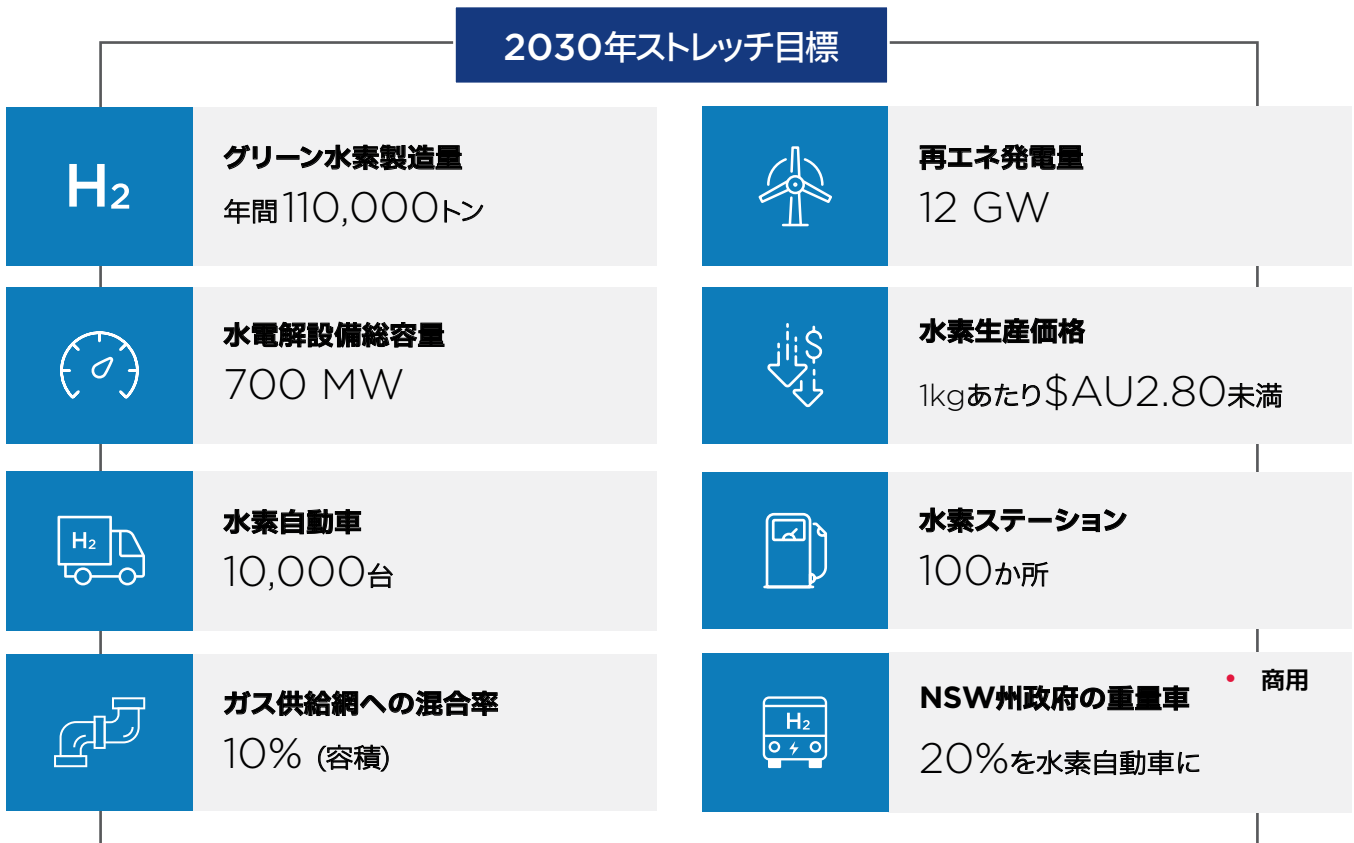 2030年ストレッチ目標
H2
グリーン水素製造量
年間110,000トン
再エネ発電量
12 GW
水電解設備総容量
700 MW
$
水素生産価格
1kgあたり$AU2.80未満
H2
水素自動車
10,000台
水素ステーション
100か所
ガス供給網への混合率
10% (容積)
H2
NSW州政府の重量車
20%を水素自動車に
• 商用